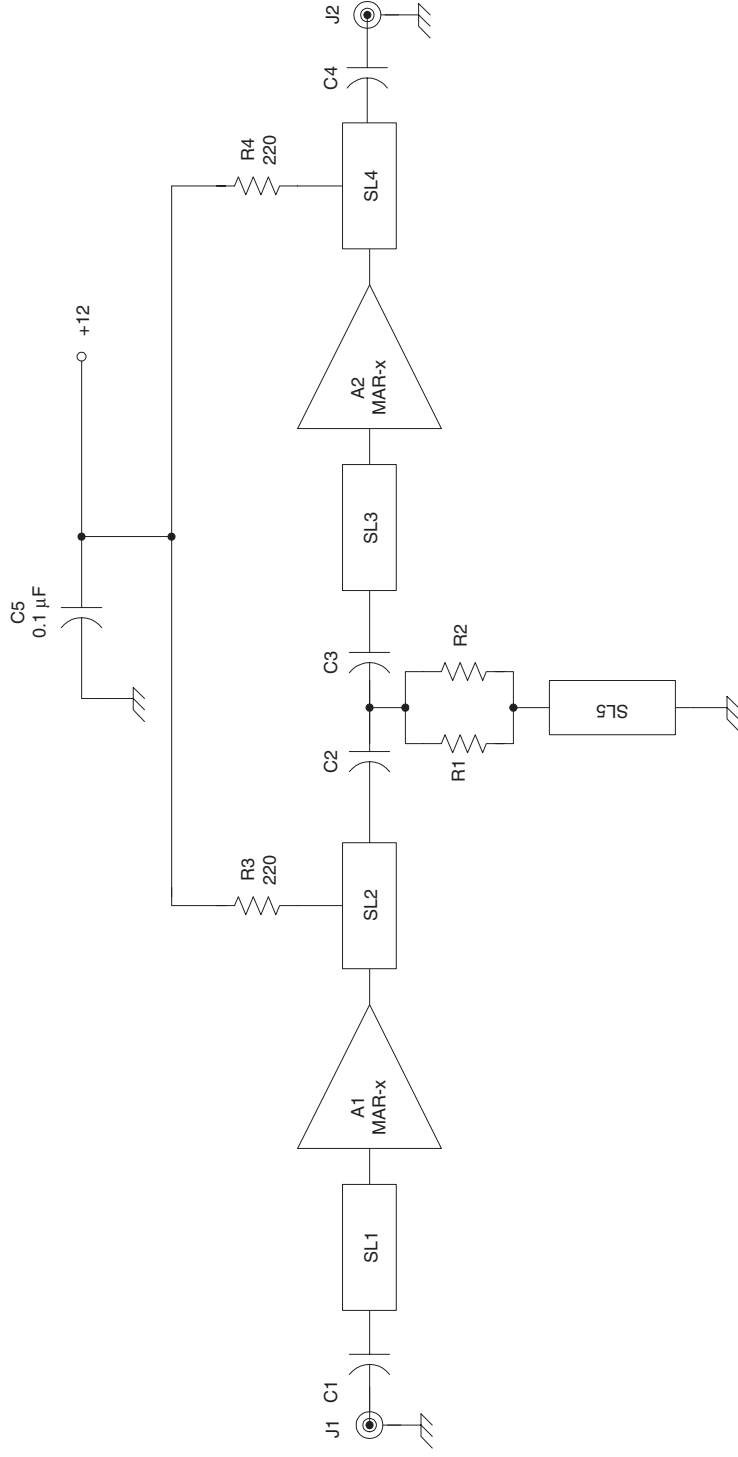 C5
0.1 µF
+12
R3
220
R4
220
J1
C1
SL1
A1
MAR-x
SL2
C2
C3
SL3
A2
MAR-x
SL4
C4
J2
R1
R2
SL5